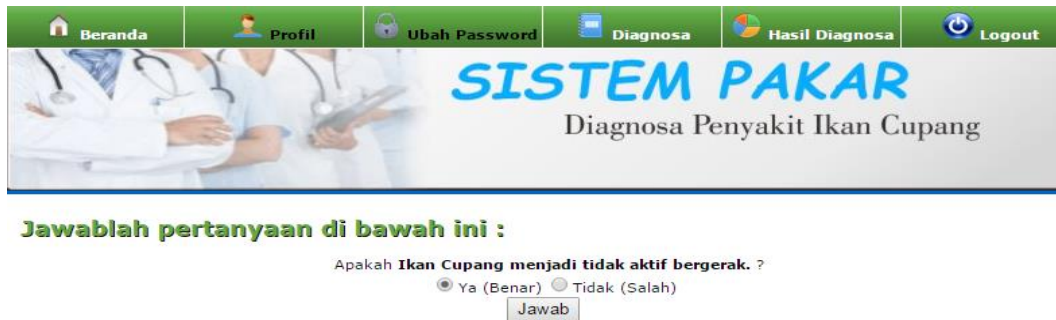 Beranda Profil Ubah Password Diagnosa Hasil Diagnosa Logout
SISTEM PAKAR
Diagnosa Penyakit Ikan Cupang
Jawablah pertanyaan di bawah ini :
Apakah Ikan Cupang menjadi tidak aktif bergerak. ?
Ya (Benar) Tidak (Salah)
Jawab